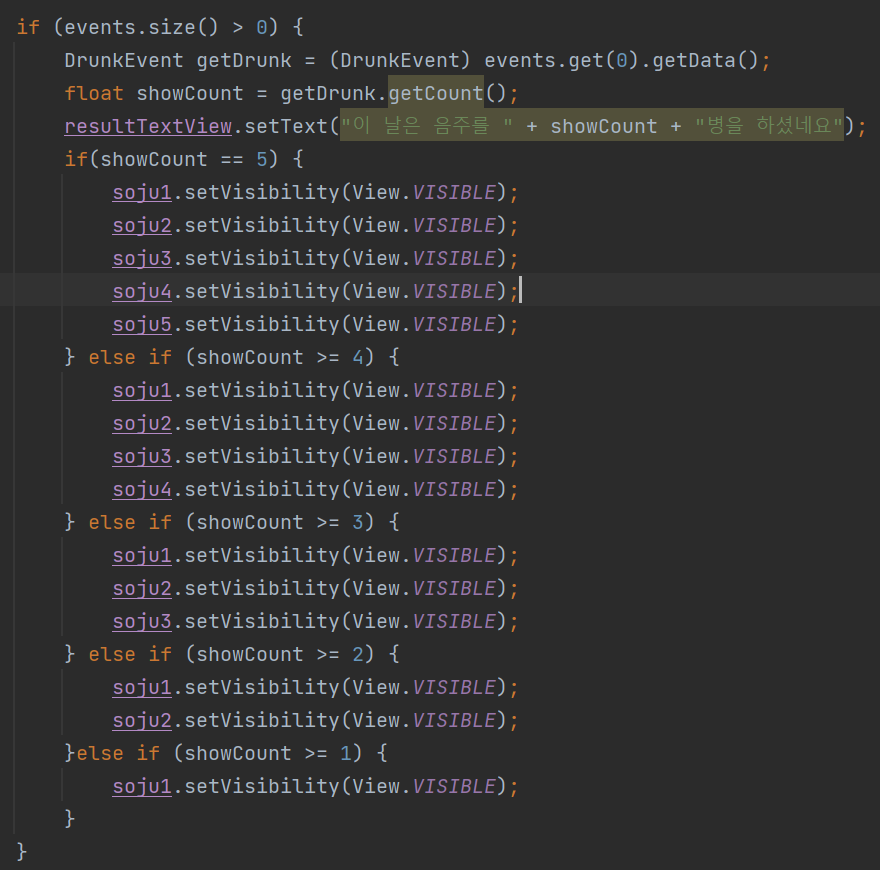 if (events.size() > 0) {
    DrunkEvent getDrunk = (DrunkEvent) events.get(0).getData();
    float showCount = getDrunk.getCount();
    resultTextView.setText("이 날은 음주를 " + showCount + "병을 하셨네요");
    if(showCount == 5) {
        soju1.setVisibility(View.VISIBLE);
        soju2.setVisibility(View.VISIBLE);
        soju3.setVisibility(View.VISIBLE);
        soju4.setVisibility(View.VISIBLE);
        soju5.setVisibility(View.VISIBLE);
    } else if (showCount >= 4) {
        soju1.setVisibility(View.VISIBLE);
        soju2.setVisibility(View.VISIBLE);
        soju3.setVisibility(View.VISIBLE);
        soju4.setVisibility(View.VISIBLE);
    } else if (showCount >= 3) {
        soju1.setVisibility(View.VISIBLE);
        soju2.setVisibility(View.VISIBLE);
        soju3.setVisibility(View.VISIBLE);
    } else if (showCount >= 2) {
        soju1.setVisibility(View.VISIBLE);
        soju2.setVisibility(View.VISIBLE);
    }else if (showCount >= 1) {
        soju1.setVisibility(View.VISIBLE);
    }
}